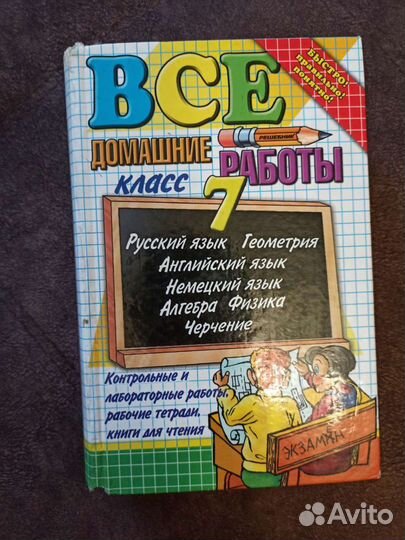 ВСЕ
БЫСТРО!
ПРАВИЛЬНО!
ПОНЯТНО!
РЕШЕБНИК
ДОМАШНИЕ РАБОТЫ
КЛАСС 7
Русский язык Геометрия
Английский язык
Немецкий язык
Алгебра Физика
Черчение
Контрольные и
лабораторные работы,
рабочие тетради,
книги для чтения
ЭКЗАМЕН
Avito